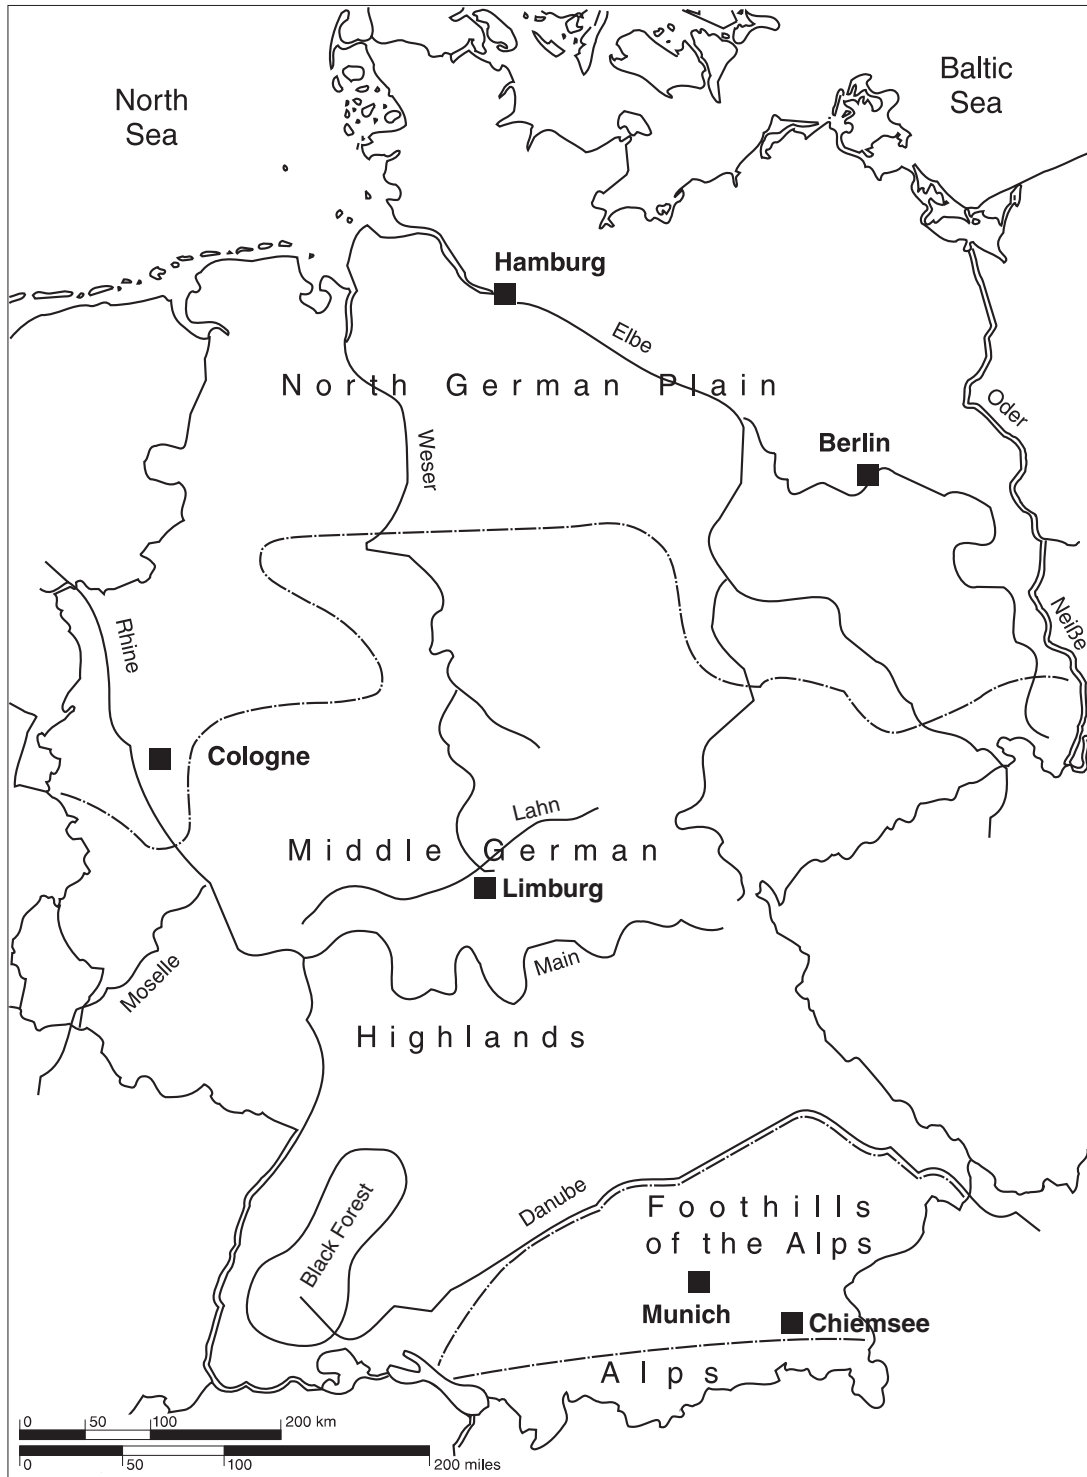 North
Sea
Baltic
Sea
Hamburg
Elbe
North German Plain
Oder
Weser
Berlin
Neiße
Rhine
Cologne
Lahn
Middle German
Limburg
Main
Moselle
Highlands
Black Forest
Danube
Foothills
of the Alps
Munich
Chiemsee
Alps
0 50 100 200 km
0 50 100 200 miles